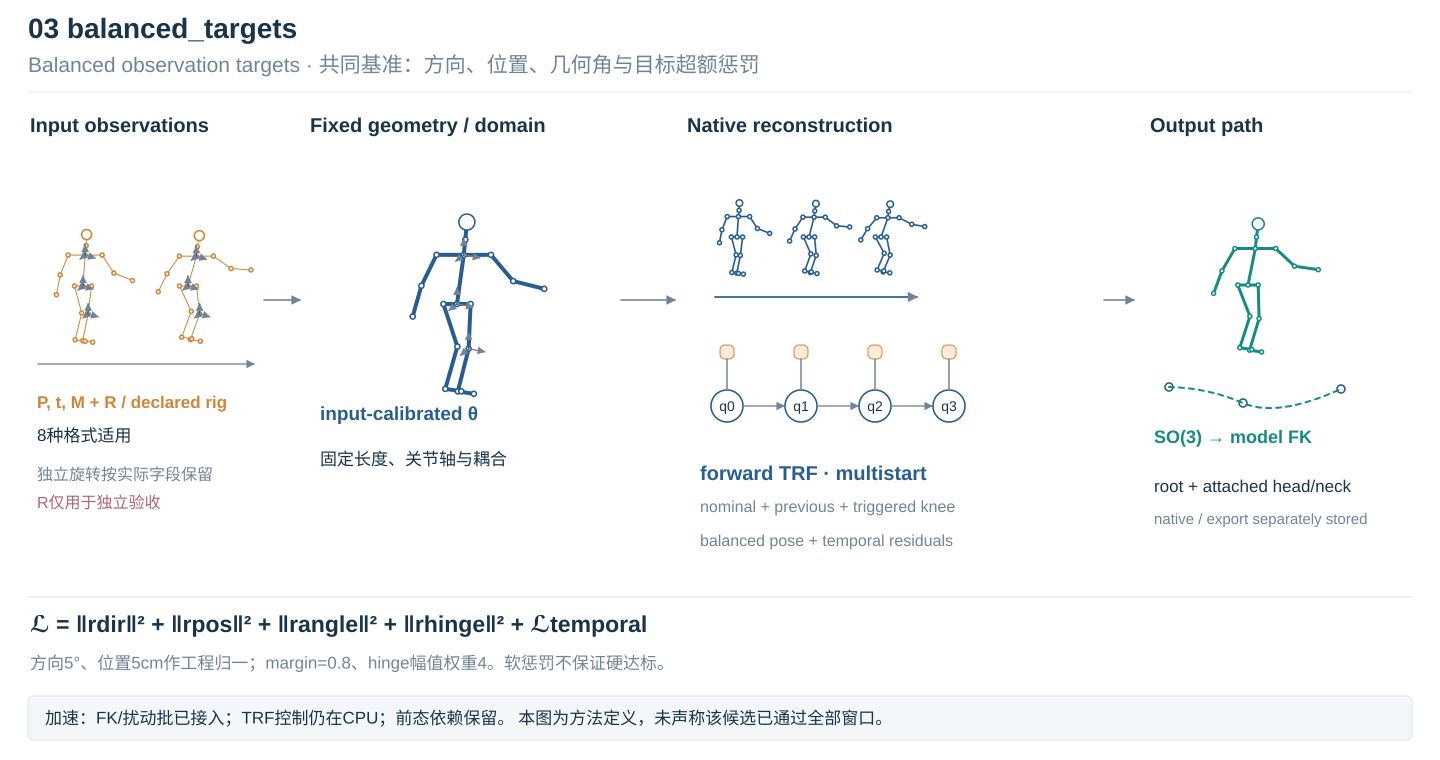 03 balanced_targets
Balanced observation targets · 共同基准：方向、位置、几何角与目标超额惩罚
Input observations
Fixed geometry / domain
Native reconstruction
Output path
P, t, M + R / declared rig
8种格式适用
独立旋转按实际字段保留
R仅用于独立验收
input-calibrated θ
固定长度、关节轴与耦合
q0
q1
q2
q3
forward TRF · multistart
nominal + previous + triggered knee
balanced pose + temporal residuals
SO(3) → model FK
root + attached head/neck
native / export separately stored
ℒ = ‖rdir‖² + ‖rpos‖² + ‖rangle‖² + ‖rhinge‖² + ℒtemporal
方向5°、位置5cm作工程归一；margin=0.8、hinge幅值权重4。软惩罚不保证硬达标。
加速：FK/扰动批已接入；TRF控制仍在CPU；前态依赖保留。 本图为方法定义，未声称该候选已通过全部窗口。